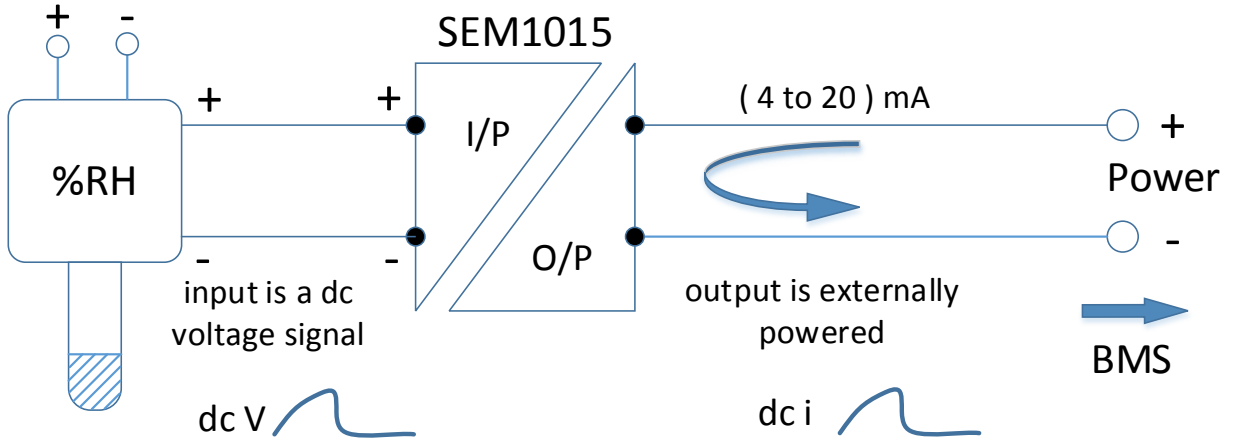 + -
SEM1015
+ + ( 4 to 20 ) mA +
I/P
%RH Power
O/P
- - -
input is a dc
voltage signal
output is externally
powered
BMS
dc V
dc i